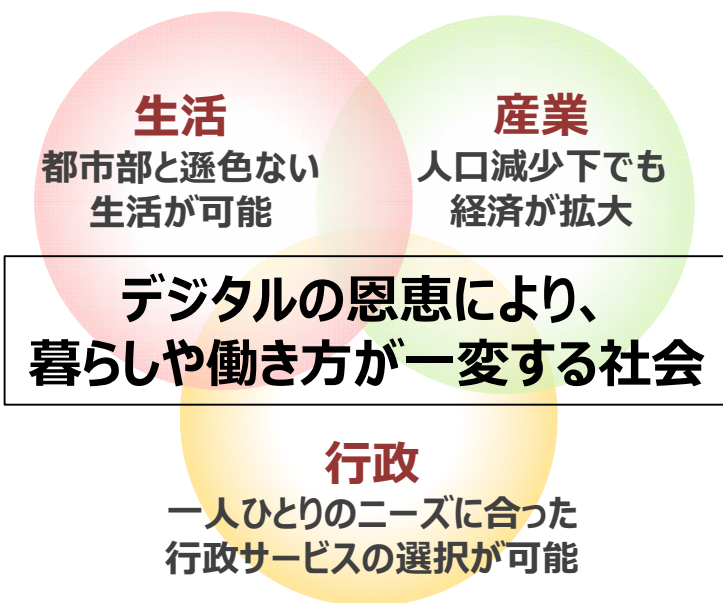 生活
都市部と遜色ない
生活が可能
産業
人口減少下でも
経済が拡大
デジタルの恩恵により、
暮らしや働き方が一変する社会
行政
一人ひとりのニーズに合った
行政サービスの選択が可能